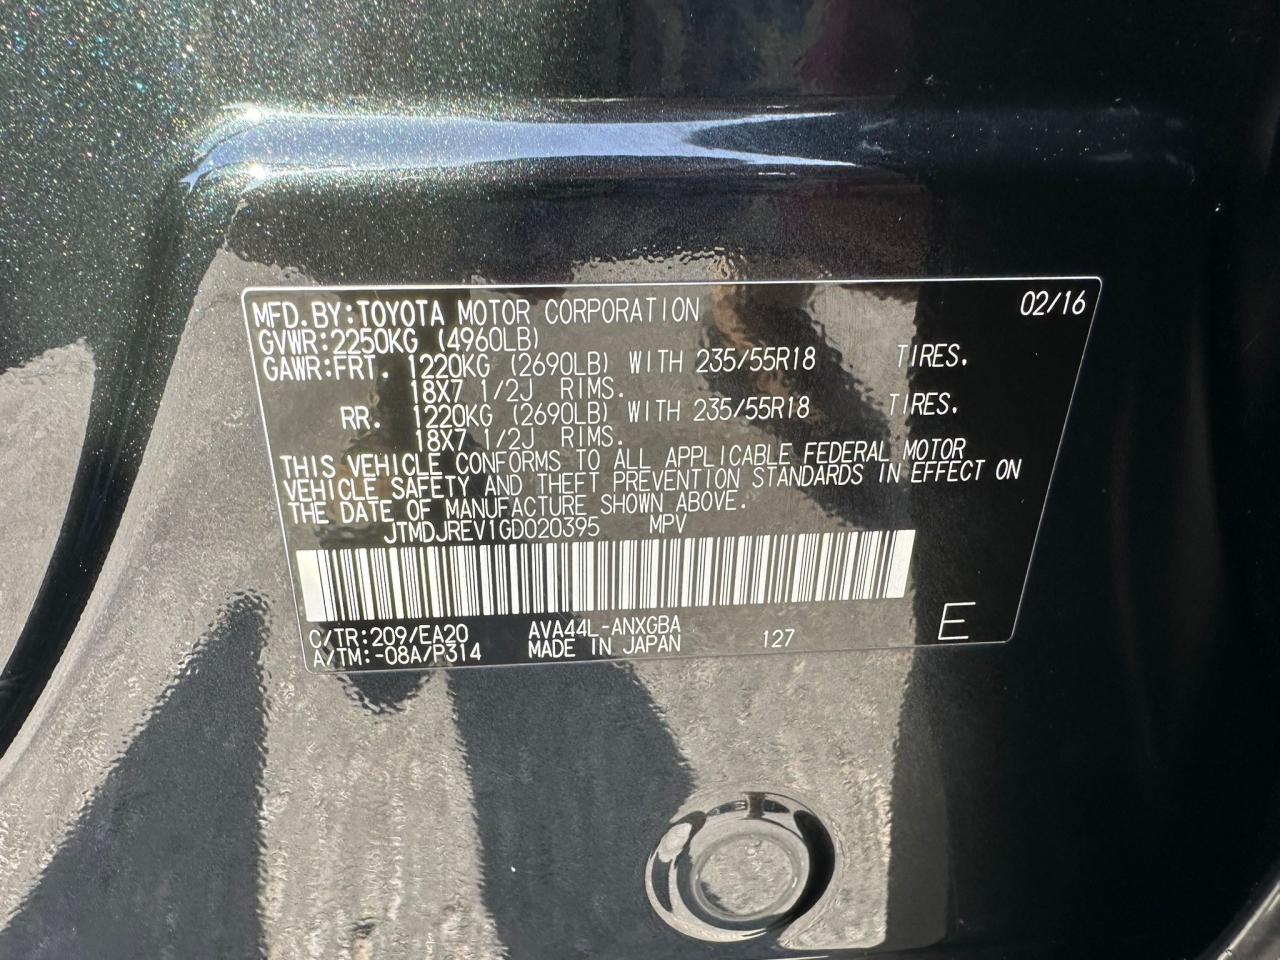 MFD. BY: TOYOTA MOTOR CORPORATION 02/16
GVWR: 2250KG (4960LB)
GAWR: FRT. 1220KG (2690LB) WITH 235/55R18 TIRES.
18X7 1/2J RIMS.
RR. 1220KG (2690LB) WITH 235/55R18 TIRES.
18X7 1/2J RIMS.
THIS VEHICLE CONFORMS TO ALL APPLICABLE FEDERAL MOTOR
VEHICLE SAFETY AND THEFT PREVENTION STANDARDS IN EFFECT ON
THE DATE OF MANUFACTURE SHOWN ABOVE.
JTMDJREV1GD020395 MPV
C/TR: 209/EA20 AVA44L-ANXGBA
A/TM: -08A/P314 MADE IN JAPAN 127 E